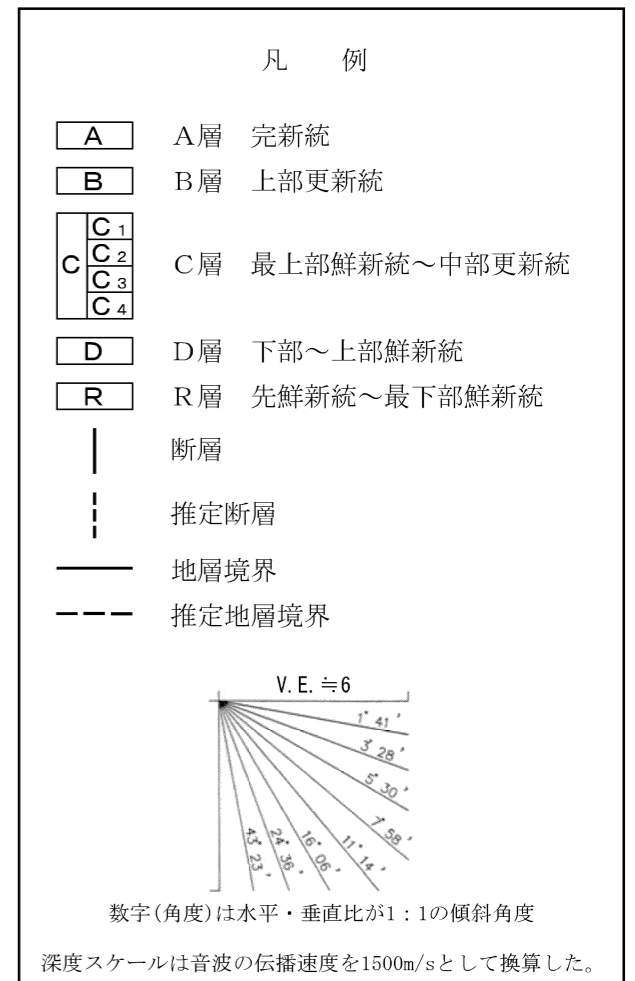 凡　例
A　A層　完新統
B　B層　上部更新統
C　C1　C2　C3　C4　C層　最上部鮮新統～中部更新統
D　D層　下部～上部鮮新統
R　R層　先鮮新統～最下部鮮新統
断層
推定断層
地層境界
推定地層境界
V.E.≒6
1°41'
3°28'
5°30'
7°58'
11°14'
16°06'
24°36'
43°23'
数字(角度)は水平・垂直比が1：1の傾斜角度
深度スケールは音波の伝播速度を1500m/sとして換算した。